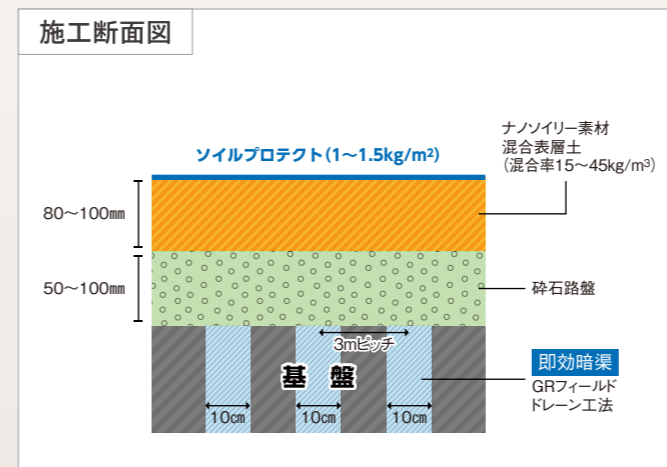 施工断面図
ソイルプロテクト(1〜1.5kg/m²)
ナノソイリー素材
混合表層土
(混合率15〜45kg/m³)
80〜100㎜
50〜100㎜
砕石路盤
3mピッチ
基 盤
10㎝
10㎝
10㎝
即効暗渠
GRフィールド
ドレーン工法